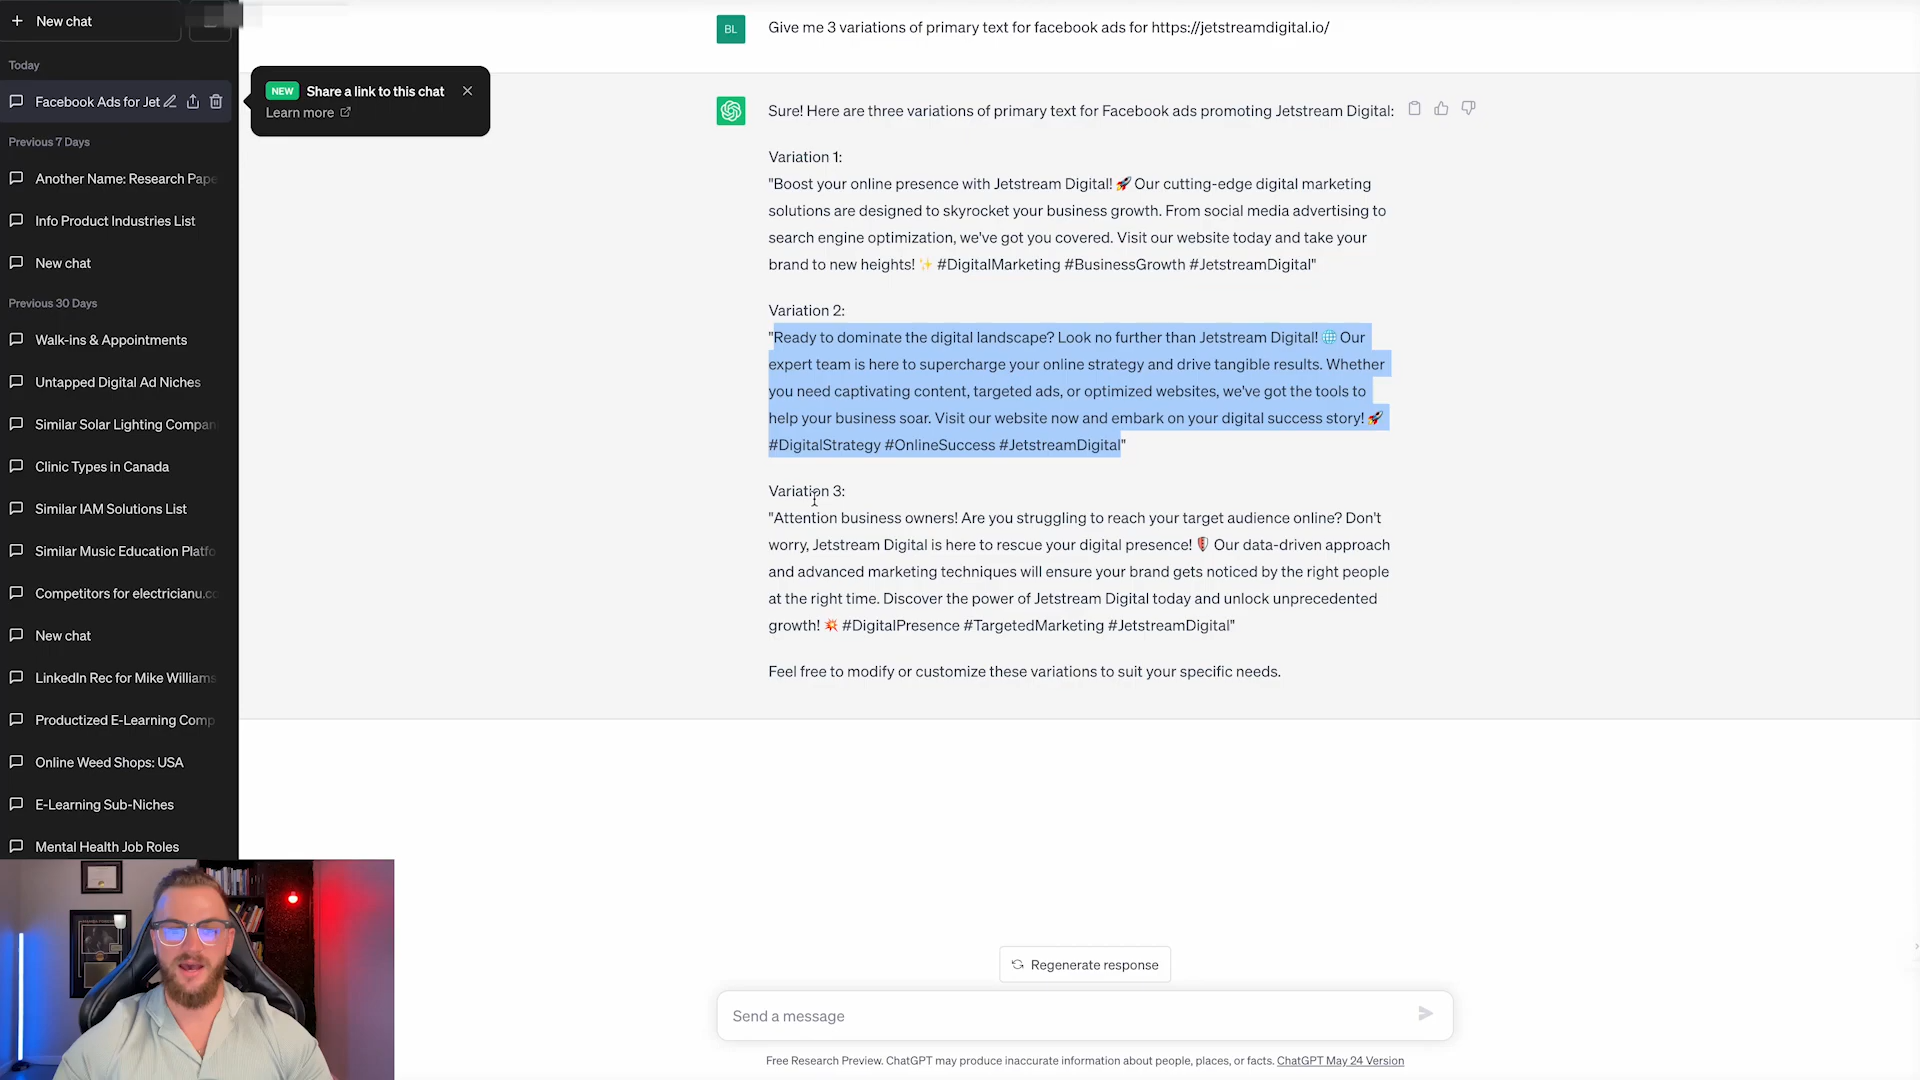 New chat
Today
Facebook Ads for Jet
Previous 7 Days
Another Name: Research Pape
Info Product Industries List
New chat
Previous 30 Days
Walk-ins & Appointments
Untapped Digital Ad Niches
Similar Solar Lighting Compan
Clinic Types in Canada
Similar IAM Solutions List
Similar Music Education Platfo
Competitors for electricianu.co
New chat
LinkedIn Rec for Mike Williams
Productized E-Learning Comp
Online Weed Shops: USA
E-Learning Sub-Niches
Mental Health Job Roles
NEW Share a link to this chat
Learn more
BL
Give me 3 variations of primary text for facebook ads for https://jetstreamdigital.io/
Sure! Here are three variations of primary text for Facebook ads promoting Jetstream Digital:
Variation 1:
"Boost your online presence with Jetstream Digital! 🚀 Our cutting-edge digital marketing
solutions are designed to skyrocket your business growth. From social media advertising to
search engine optimization, we've got you covered. Visit our website today and take your
brand to new heights! ✨ #DigitalMarketing #BusinessGrowth #JetstreamDigital"
Variation 2:
"Ready to dominate the digital landscape? Look no further than Jetstream Digital! 🌐 Our
expert team is here to supercharge your online strategy and drive tangible results. Whether
you need captivating content, targeted ads, or optimized websites, we've got the tools to
help your business soar. Visit our website now and embark on your digital success story! 🚀
#DigitalStrategy #OnlineSuccess #JetstreamDigital"
Variation 3:
"Attention business owners! Are you struggling to reach your target audience online? Don't
worry, Jetstream Digital is here to rescue your digital presence! 🛡️ Our data-driven approach
and advanced marketing techniques will ensure your brand gets noticed by the right people
at the right time. Discover the power of Jetstream Digital today and unlock unprecedented
growth! 💥 #DigitalPresence #TargetedMarketing #JetstreamDigital"
Feel free to modify or customize these variations to suit your specific needs.
Regenerate response
Send a message
Free Research Preview. ChatGPT may produce inaccurate information about people, places, or facts. ChatGPT May 24 Version